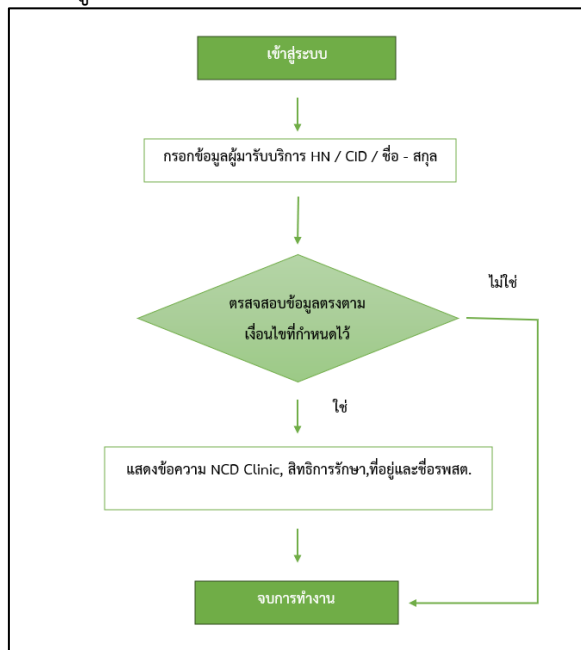 เข้าสู่ระบบ
กรอกข้อมูลผู้มารับบริการ HN / CID / ชื่อ - สกุล
ไม่ใช่
ตรสจสอบข้อมูลตรงตาม
เงื่อนไขที่กำหนดไว้
ใช่
แสดงข้อความ NCD Clinic, สิทธิการรักษา,ที่อยู่และชื่อรพสต.
จบการทำงาน